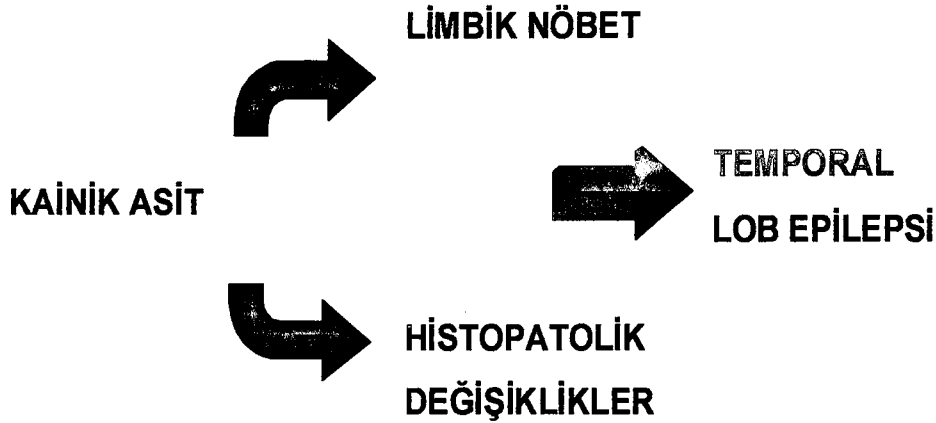 LİMBİK NÖBET
KAİNİK ASİT
TEMPORAL
LOB EPİLEPSİ
HİSTOPATOLİK
DEĞİŞİKLİKLER